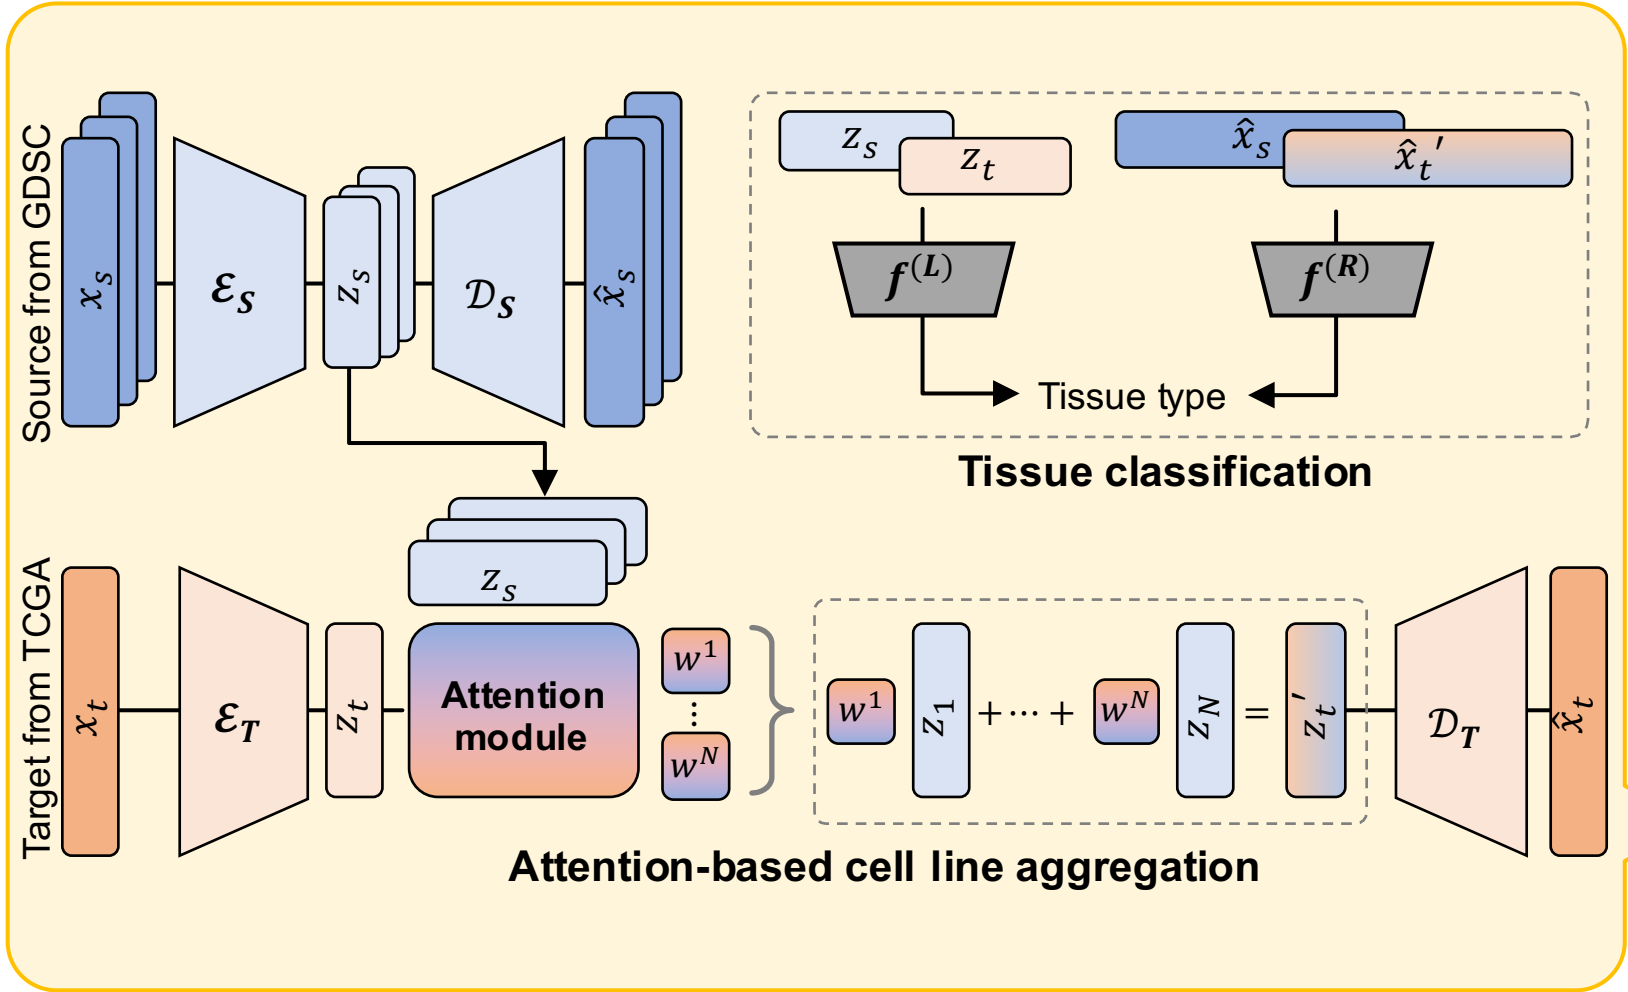 Source from GDSC
x_s
ℰ_S
z_s
𝒟_S
x̂_s
z_s
z_t
x̂_s
x̂_t′
f^(L)
f^(R)
Tissue type
Tissue classification
z_s
Target from TCGA
x_t
ℰ_T
z_t
Attention
module
w^1
⋮
w^N
w^1 z_1 +⋯+ w^N z_N = z_t′
𝒟_T
x̂_t
Attention-based cell line aggregation